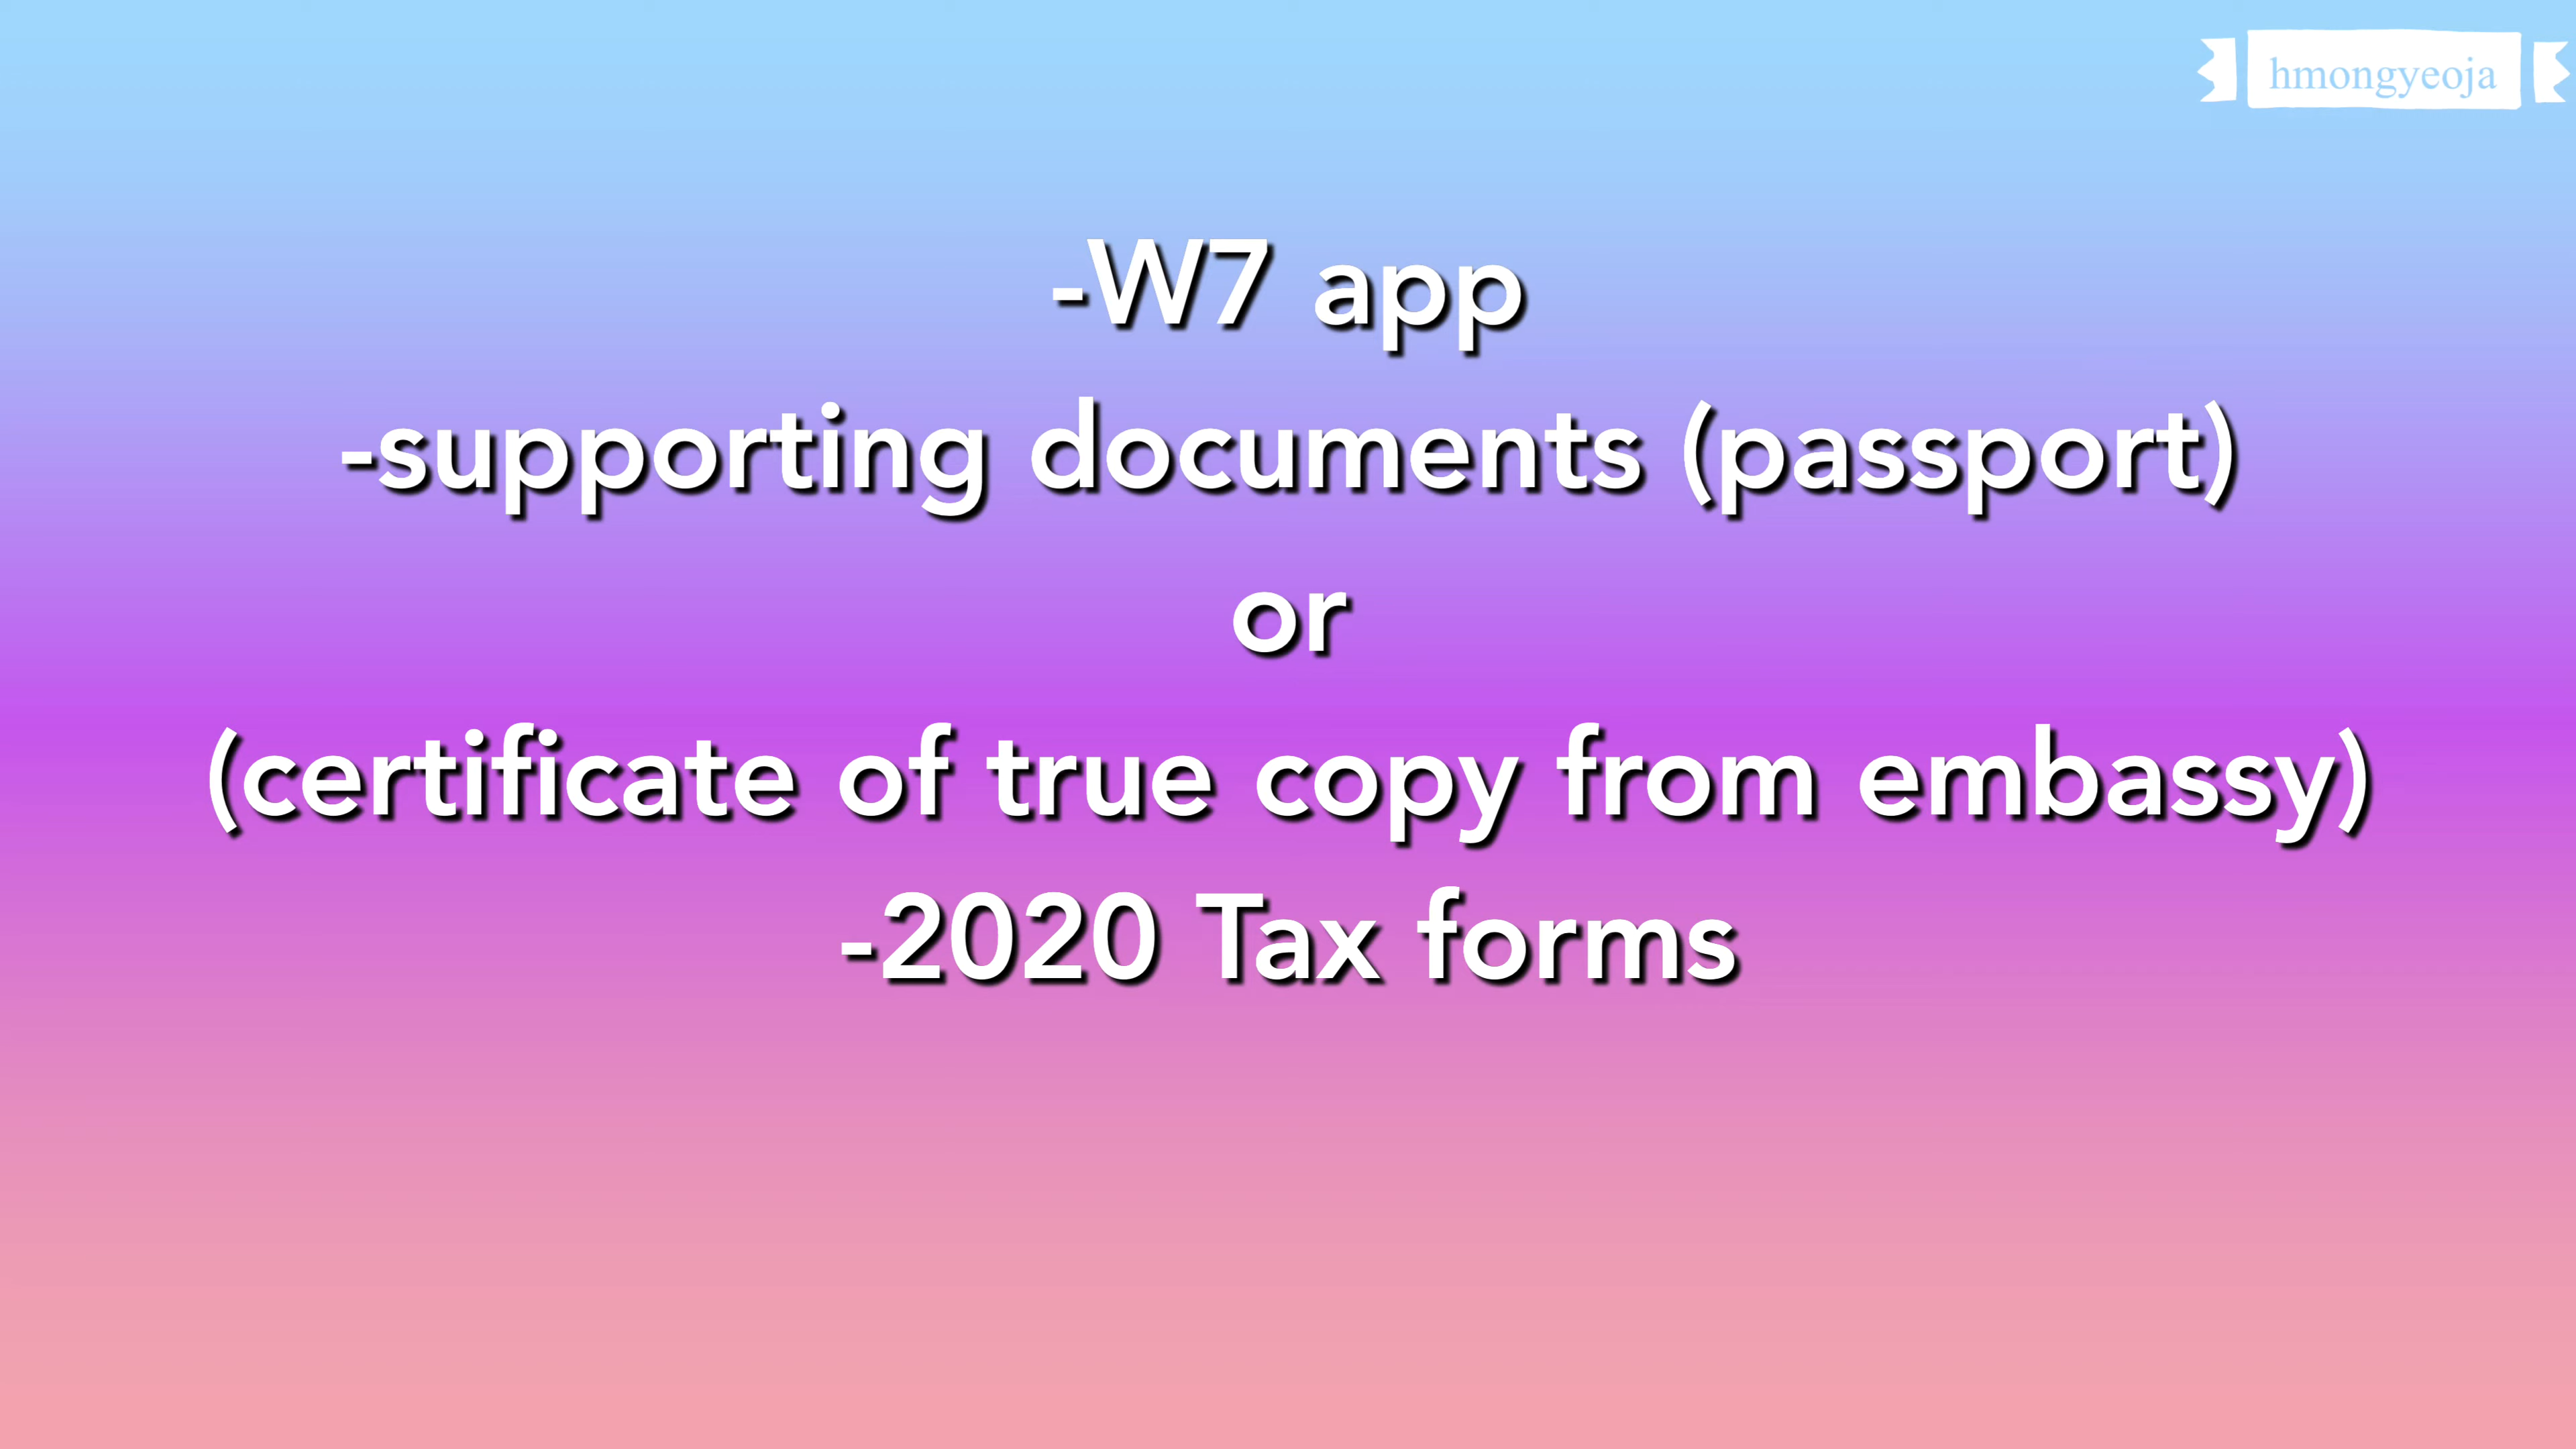 hmongyeoja
-W7 app
-supporting documents (passport)
or
(certificate of true copy from embassy)
-2020 Tax forms